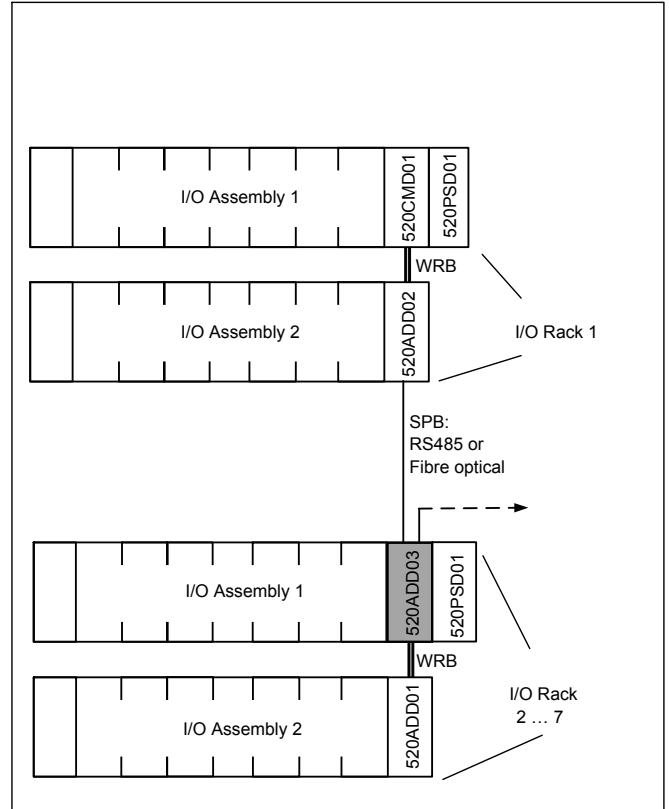 I/O Assembly 1
520CMD01
520PSD01
WRB
I/O Assembly 2
520ADD02
I/O Rack 1
SPB:
RS485 or
Fibre optical
I/O Assembly 1
520ADD03
520PSD01
WRB
I/O Assembly 2
520ADD01
I/O Rack
2 … 7